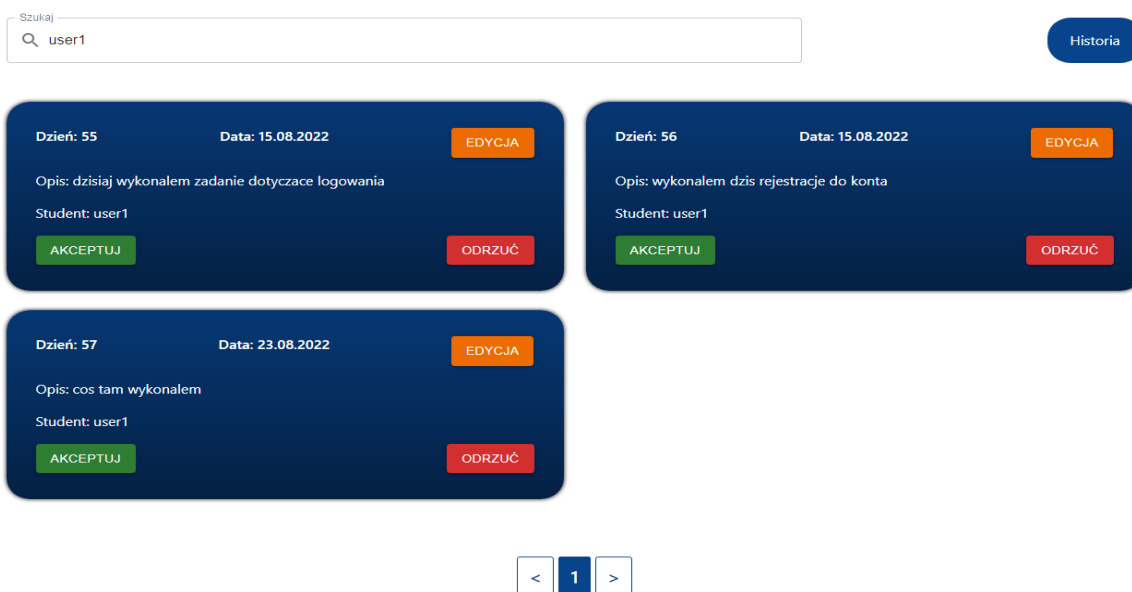 Szukaj
user1
Historia
Dzień: 55 Data: 15.08.2022 EDYCJA
Opis: dzisiaj wykonalem zadanie dotyczace logowania
Student: user1
AKCEPTUJ ODRZUĆ
Dzień: 56 Data: 15.08.2022 EDYCJA
Opis: wykonalem dzis rejestracje do konta
Student: user1
AKCEPTUJ ODRZUĆ
Dzień: 57 Data: 23.08.2022 EDYCJA
Opis: cos tam wykonalem
Student: user1
AKCEPTUJ ODRZUĆ
< 1 >